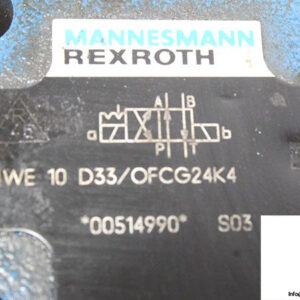 MANNESMANN
REXROTH
A B
a b
P T
WE 10 D33/OFCG24K4
*00514990* S03